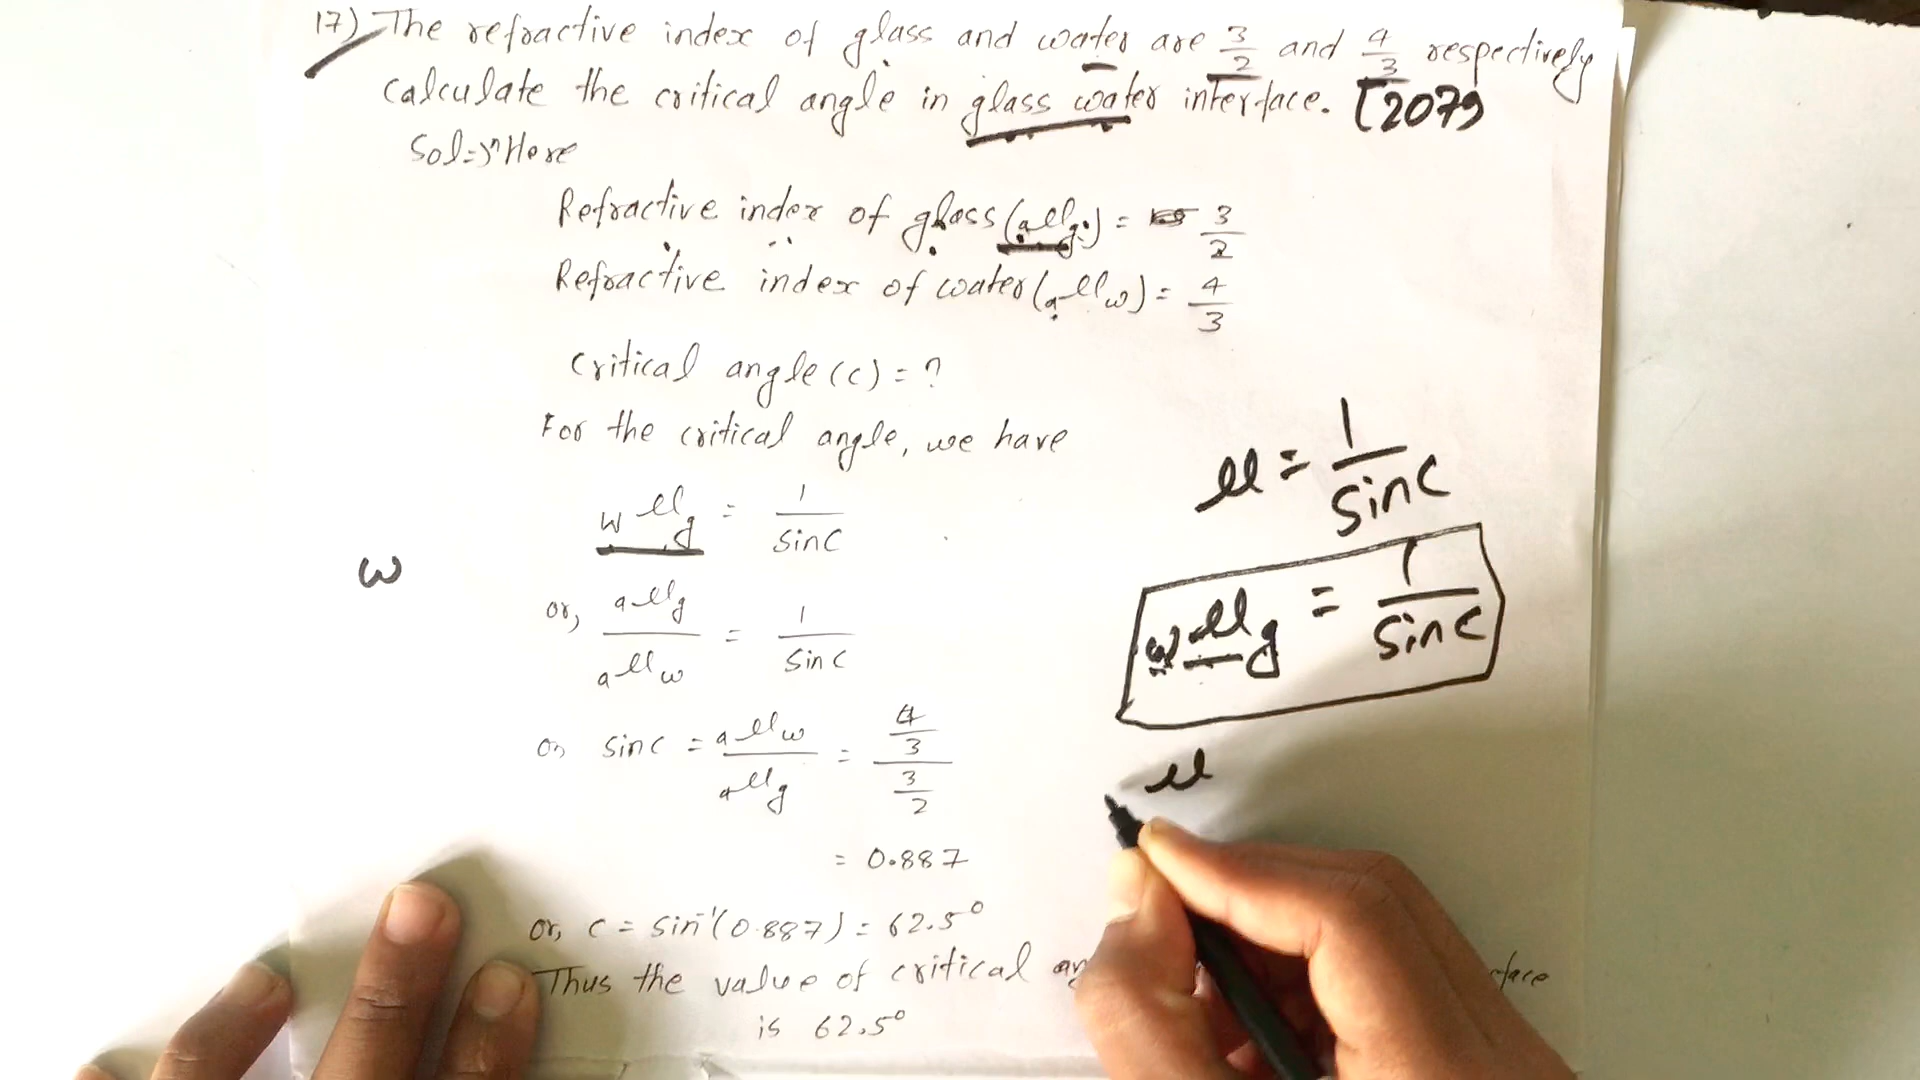 17) The refractive index of glass and water are 3/2 and 4/3 respectively
calculate the critical angle in glass water interface. [2079
Sol=>n Here
Refractive index of glass (aμg) = 3/2
Refractive index of water (aμw) = 4/3
Critical angle (c) = ?
For the critical angle, we have
wμg = 1/sinC
or, aμg/aμw = 1/sinC
or, sinc = aμw/aμg = 4/3 / 3/2
= 0.887
or, c = sin⁻¹(0.887) = 62.5°
Thus the value of critical an
rface
is 62.5°
w
μ = 1/sinc
wμg = 1/sinc
μ